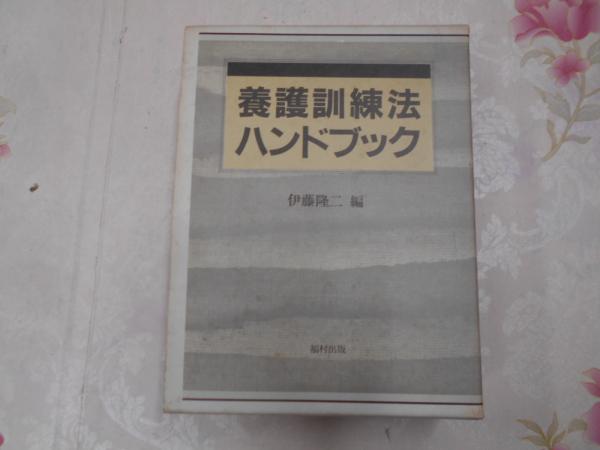 養護訓練法
ハンドブック
伊藤隆二 編
福村出版